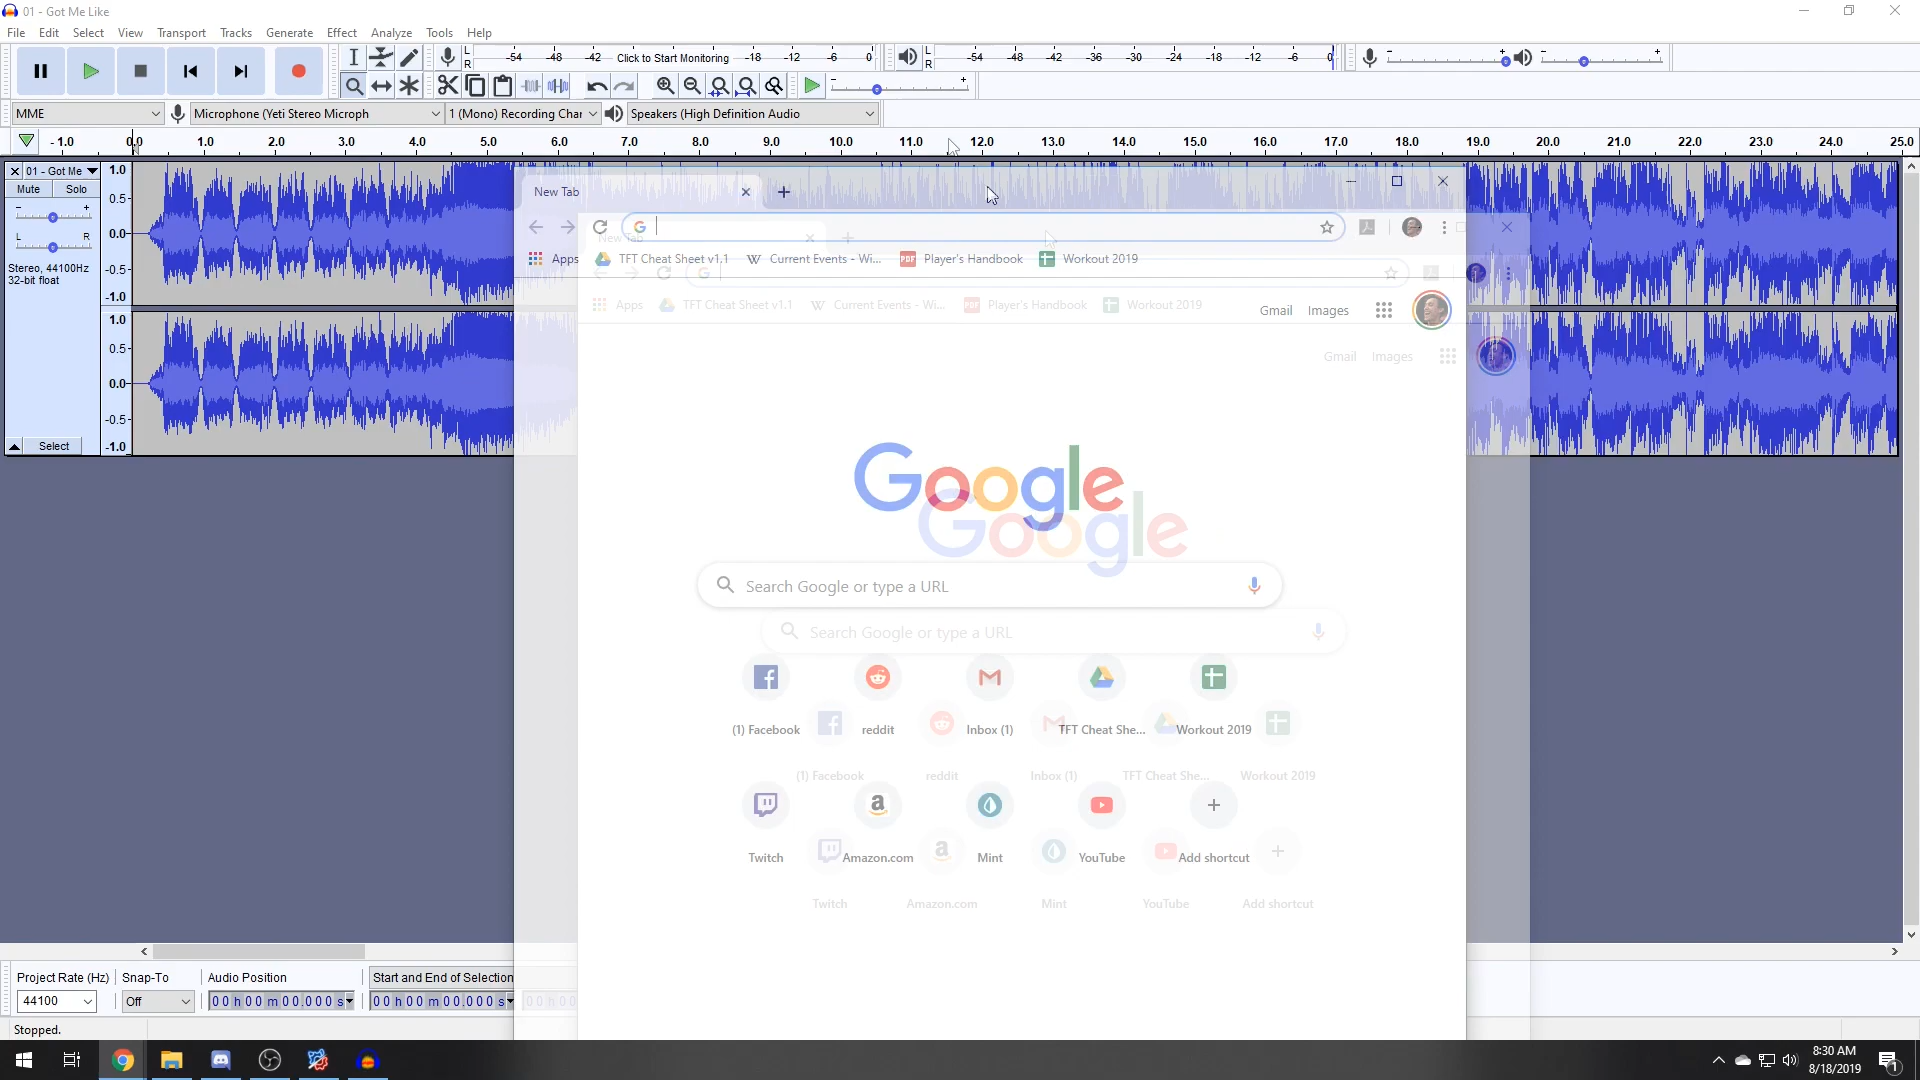 01 - Got Me Like
File Edit Select View Transport Tracks Generate Effect Analyze Tools Help
L -54 -48 -42 Click to Start Monitoring -18 -12 -6 0 L -54 -48 -42 -36 -30 -24 -18 -12 -6 0
R R
MME Microphone (Yeti Stereo Microph 1 (Mono) Recording Char Speakers (High Definition Audio
- 1.0 0.0 1.0 2.0 3.0 4.0 5.0 6.0 7.0 8.0 9.0 10.0 11.0 12.0 13.0 14.0 15.0 16.0 17.0 18.0 19.0 20.0 21.0 22.0 23.0 24.0 25.0
01 - Got Me 1.0
Mute Solo
0.5
L R
0.0
Stereo, 44100Hz
32-bit float
-0.5
-1.0
1.0
0.5
0.0
-0.5
-1.0
Select
New Tab
New Tab
Apps TFT Cheat Sheet v1.1 Current Events - Wi... Player's Handbook Workout 2019
Apps TFT Cheat Sheet v1.1 Current Events - Wi... Player's Handbook Workout 2019
Gmail Images
Gmail Images
Google
Google
Search Google or type a URL
Search Google or type a URL
(1) Facebook reddit Inbox (1) TFT Cheat She... Workout 2019
(1) Facebook reddit Inbox (1) TFT Cheat She... Workout 2019
Twitch Amazon.com Mint YouTube Add shortcut
Twitch Amazon.com Mint YouTube Add shortcut
Project Rate (Hz) Snap-To Audio Position Start and End of Selection
44100 Off 00 h 00 m 00.000 s 00 h 00 m 00.000 s 00 h 00
Stopped.
8:30 AM
8/18/2019
1